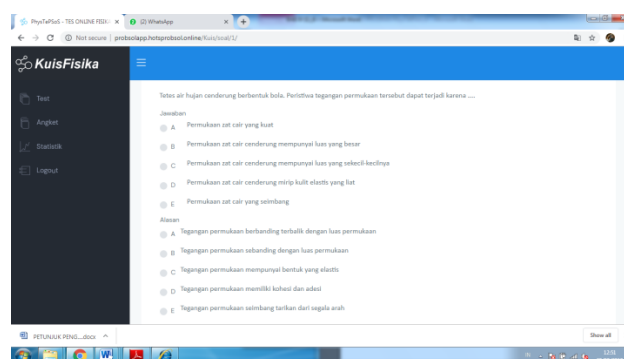 PhysTePSoS - TES ONLINE FISIKA
(2) WhatsApp
Not secure | probsolapp.hotsprobsol.online/Kuis/soal/1/
KuisFisika
Test
Angket
Statistik
Logout
Tetes air hujan cenderung berbentuk bola. Peristiwa tegangan permukaan tersebut dapat terjadi karena ....
Jawaban
A Permukaan zat cair yang kuat
B Permukaan zat cair cenderung mempunyai luas yang besar
C Permukaan zat cair cenderung mempunyai luas yang sekecil-kecilnya
D Permukaan zat cair cenderung mirip kulit elastis yang liat
E Permukaan zat cair yang seimbang
Alasan
A Tegangan permukaan berbanding terbalik dengan luas permukaan
B Tegangan permukaan sebanding dengan luas permukaan
C Tegangan permukaan mempunyai bentuk yang elastis
D Tegangan permukaan memiliki kohesi dan adesi
E Tegangan permukaan seimbang tarikan dari segala arah
PETUNJUK PENG....docx
Show all
12:51